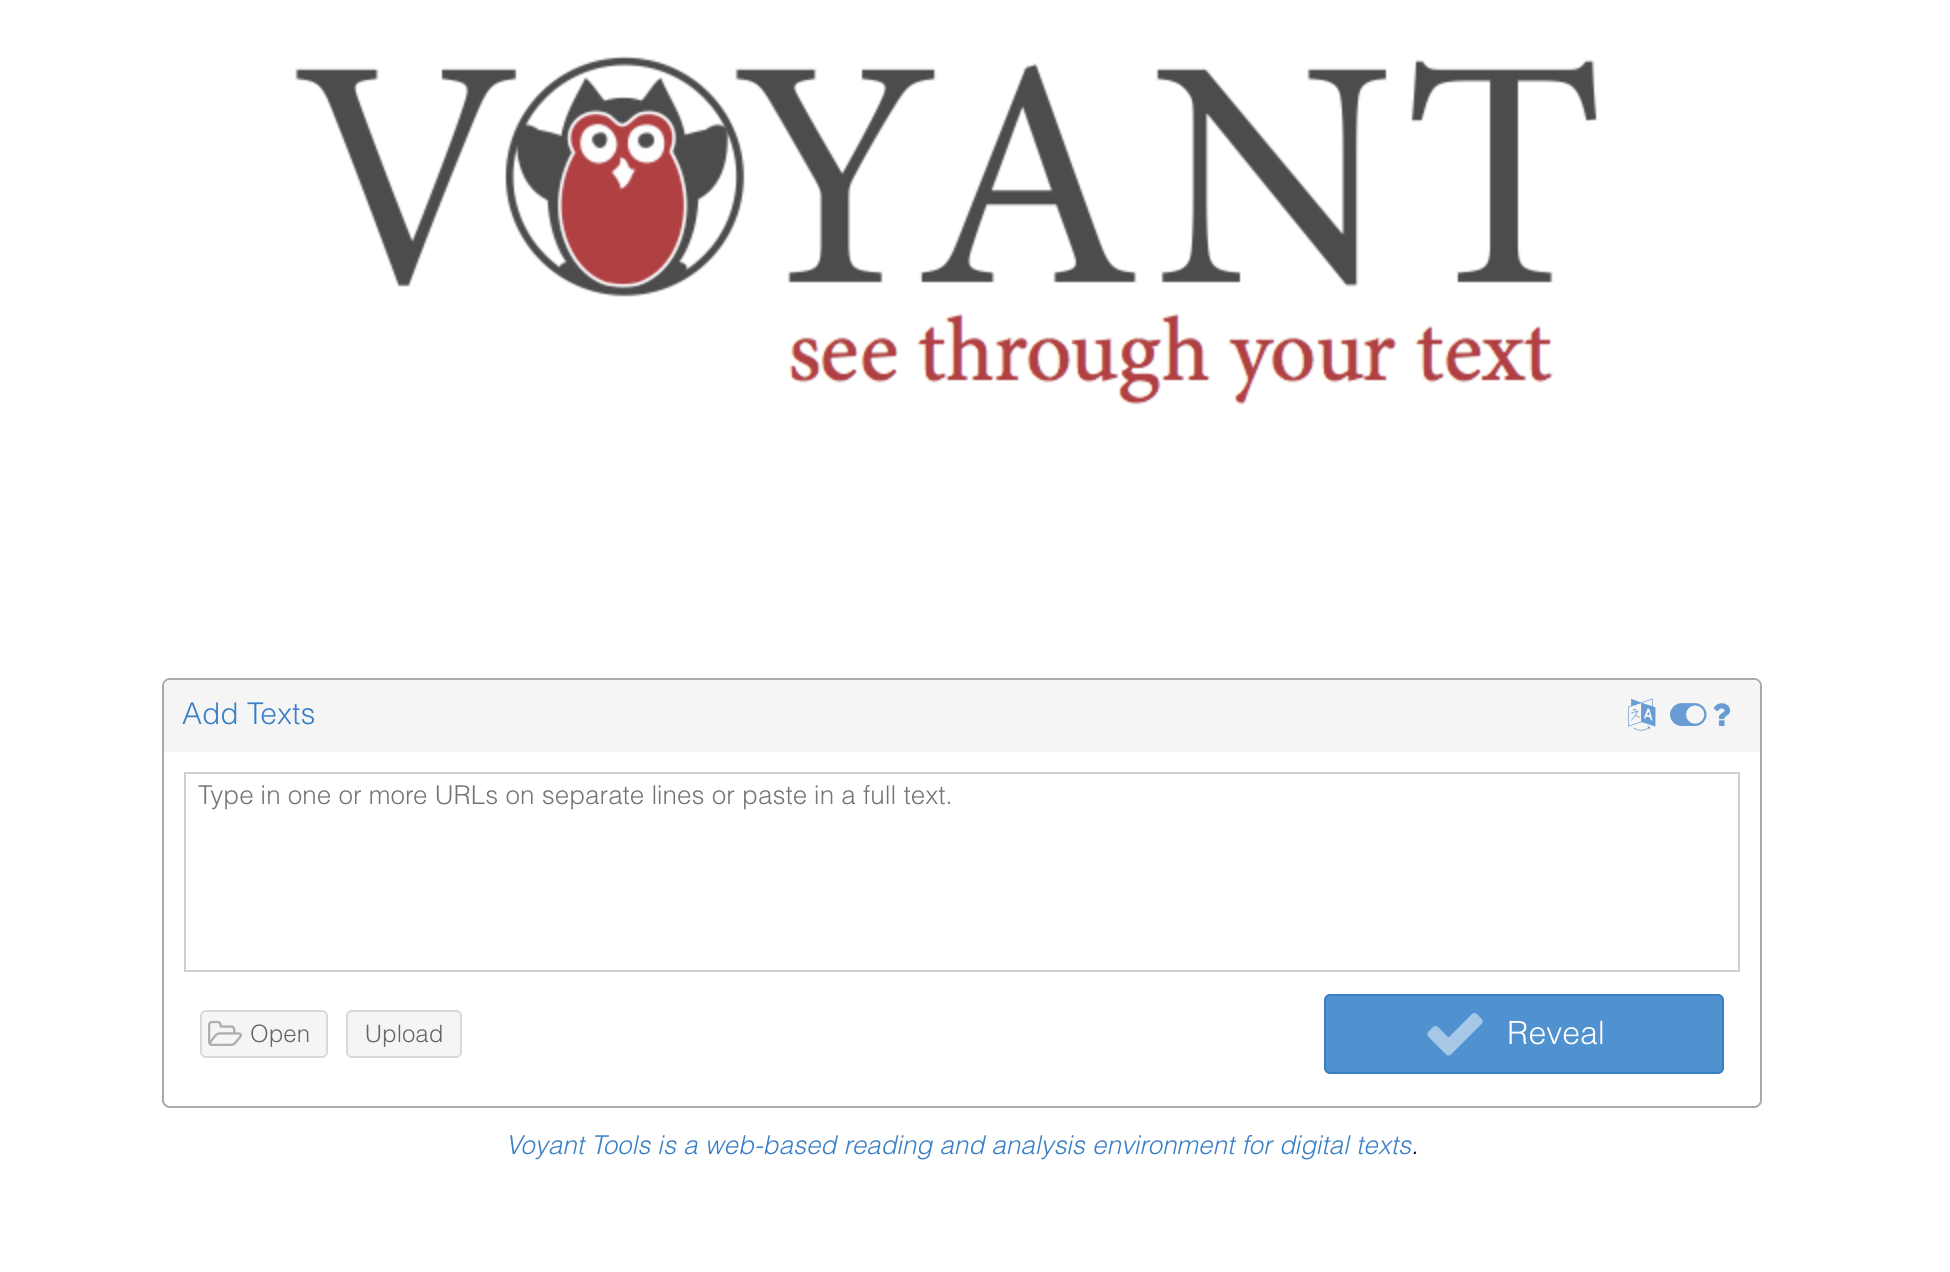 VOYANT
see through your text
Add Texts
?
Type in one or more URLs on separate lines or paste in a full text.
Open
Upload
Reveal
Voyant Tools is a web-based reading and analysis environment for digital texts.